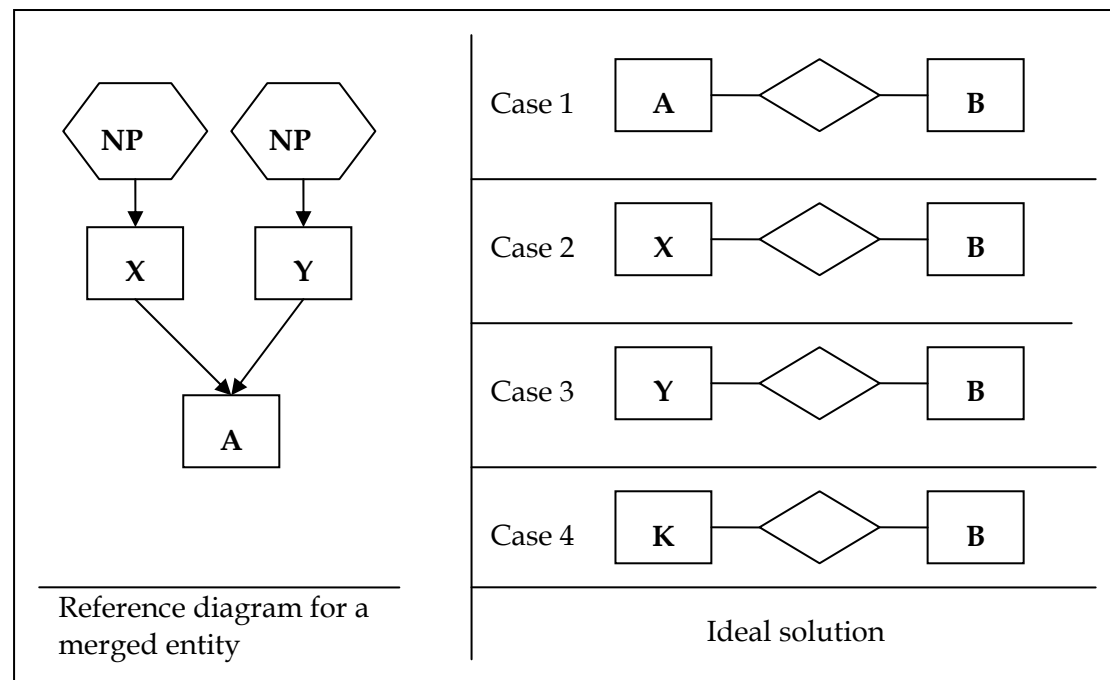 NP NP
X Y
A
Reference diagram for a
merged entity
Case 1 A B
Case 2 X B
Case 3 Y B
Case 4 K B
Ideal solution